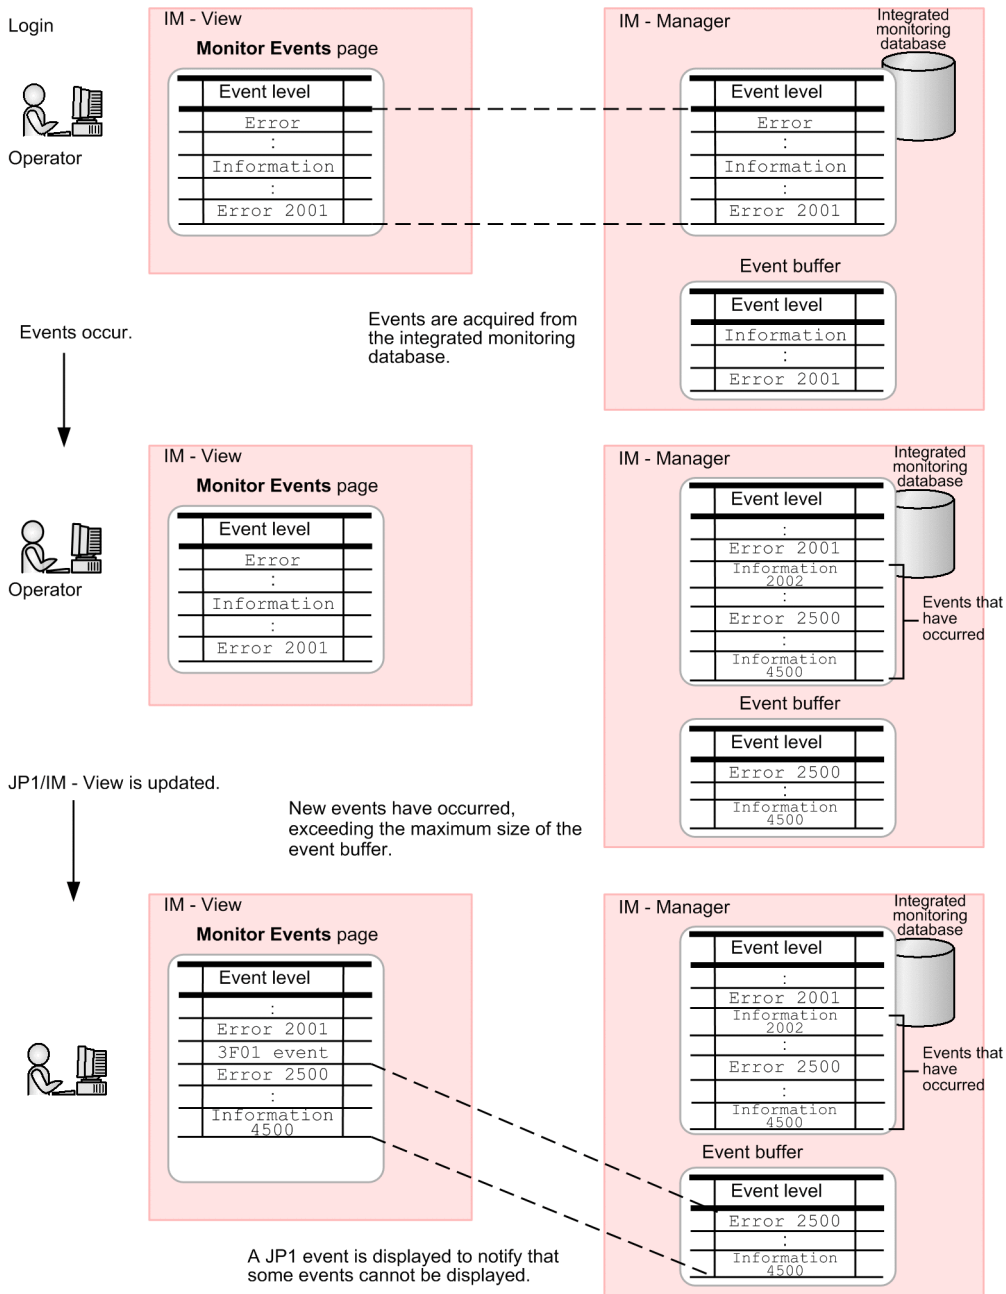 Login
Operator
IM - View
Monitor Events page
Event level
Error
:
Information
:
Error 2001
IM - Manager
Integrated
monitoring
database
Event level
Error
:
Information
:
Error 2001
Event buffer
Event level
Information
:
Error 2001
Events occur.
Events are acquired from
the integrated monitoring
database.
Operator
IM - View
Monitor Events page
Event level
Error
:
Information
:
Error 2001
IM - Manager
Integrated
monitoring
database
Event level
:
Error 2001
Information
2002
:
Error 2500
:
Information
4500
Events that
have
occurred
Event buffer
Event level
Error 2500
:
Information
4500
JP1/IM - View is updated.
New events have occurred,
exceeding the maximum size of the
event buffer.
IM - View
Monitor Events page
Event level
:
Error 2001
3F01 event
Error 2500
:
Information
4500
IM - Manager
Integrated
monitoring
database
Event level
:
Error 2001
Information
2002
:
Error 2500
:
Information
4500
Events that
have
occurred
Event buffer
Event level
Error 2500
:
Information
4500
A JP1 event is displayed to notify that
some events cannot be displayed.